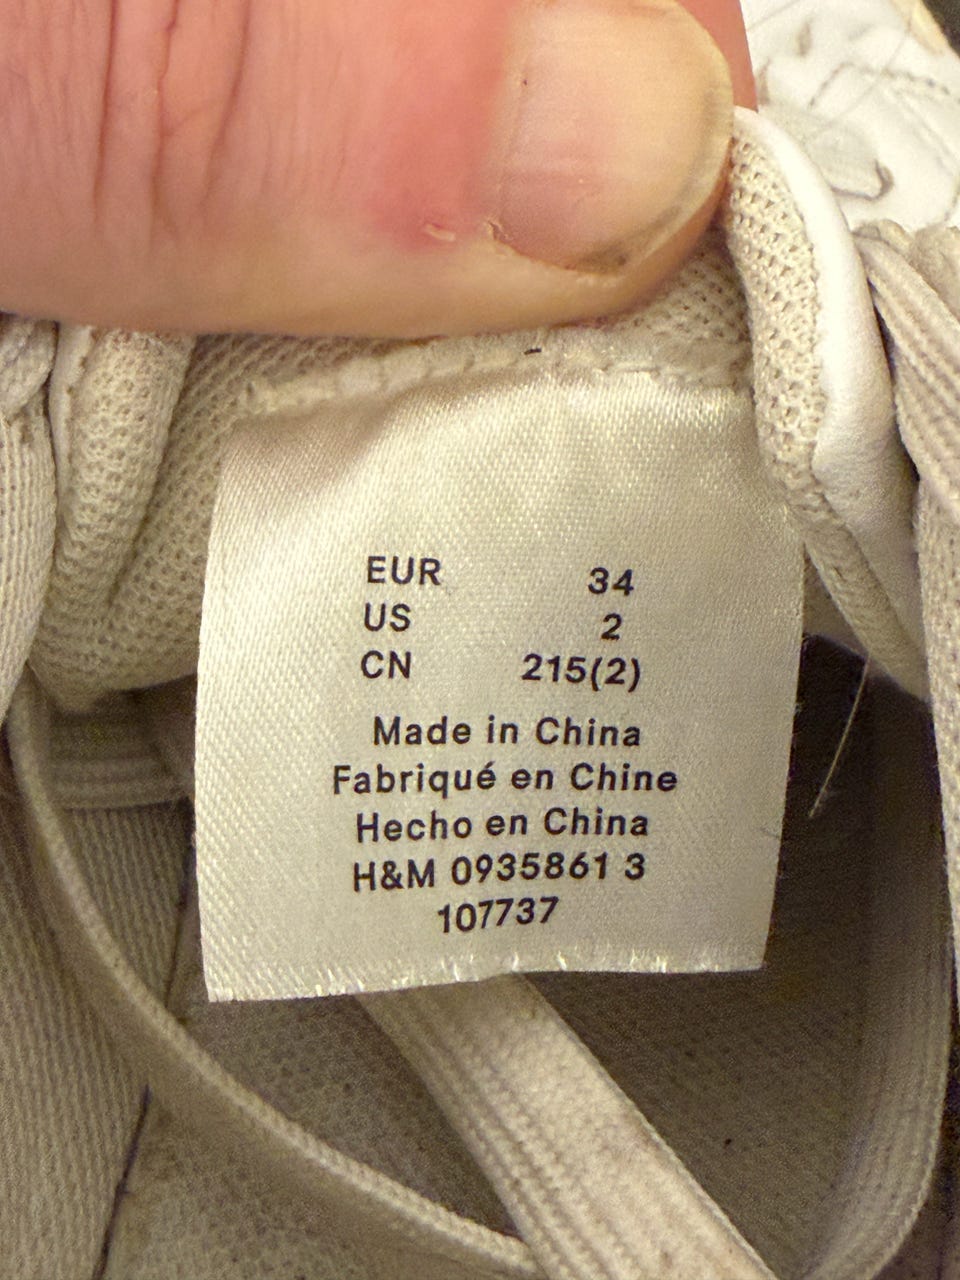 EUR 34
US 2
CN 215(2)
Made in China
Fabriqué en Chine
Hecho en China
H&M 0935861 3
107737